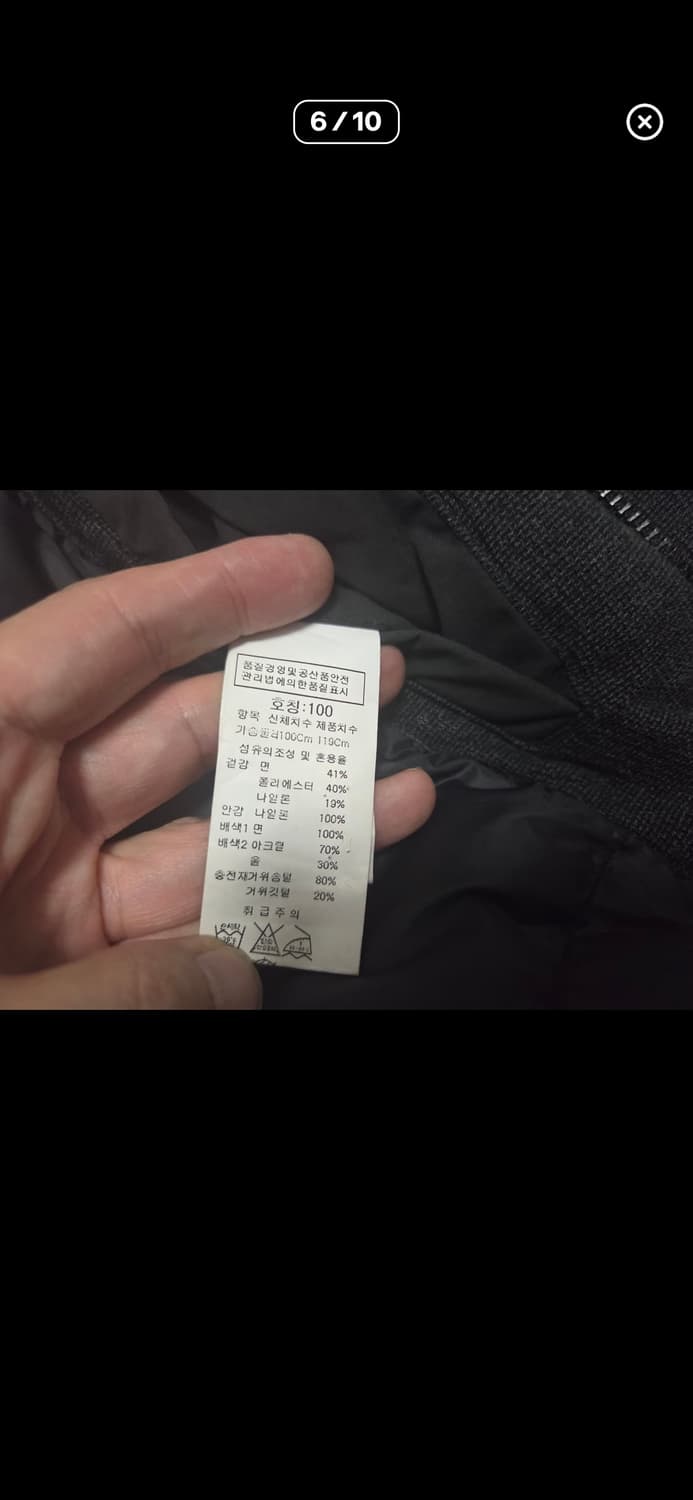 6/10
품질경영및공산품안전
관리법에의한품질표시
호칭:100
항목 신체치수 제품치수
가슴둘레100Cm 119Cm
섬유의조성 및 혼용율
겉감 면 41%
폴리에스터 40%
나일론 19%
안감 나일론 100%
배색1 면 100%
배색2 아크릴 70%
울 30%
충전재거위솜털 80%
거위깃털 20%
취급주의
손세탁